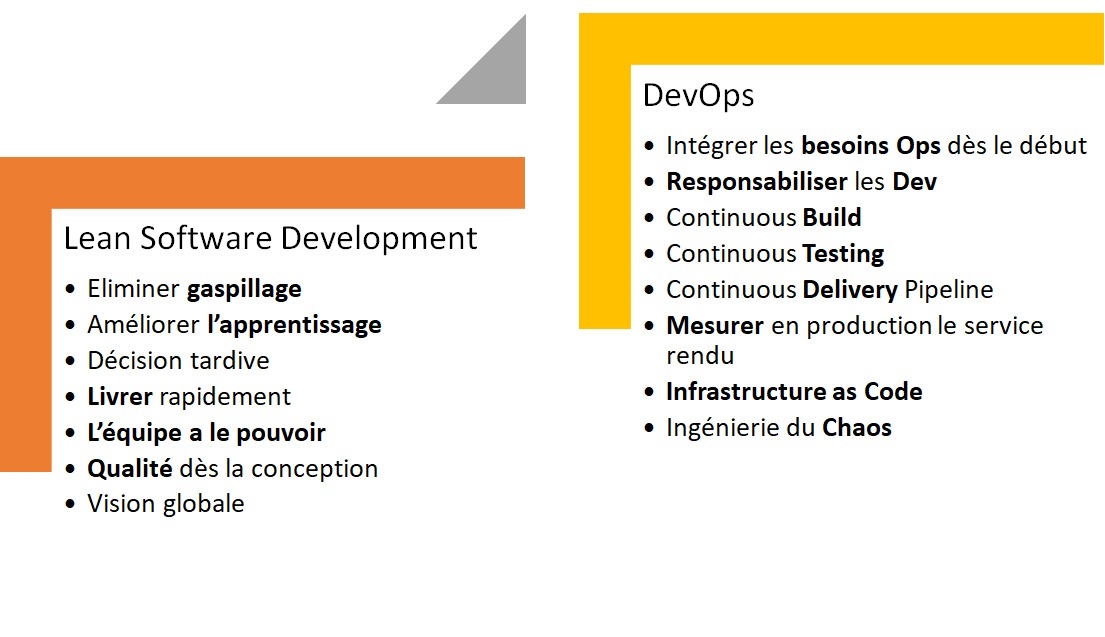 Lean Software Development
• Eliminer gaspillage
• Améliorer l’apprentissage
• Décision tardive
• Livrer rapidement
• L’équipe a le pouvoir
• Qualité dès la conception
• Vision globale
DevOps
• Intégrer les besoins Ops dès le début
• Responsabiliser les Dev
• Continuous Build
• Continuous Testing
• Continuous Delivery Pipeline
• Mesurer en production le service
rendu
• Infrastructure as Code
• Ingénierie du Chaos